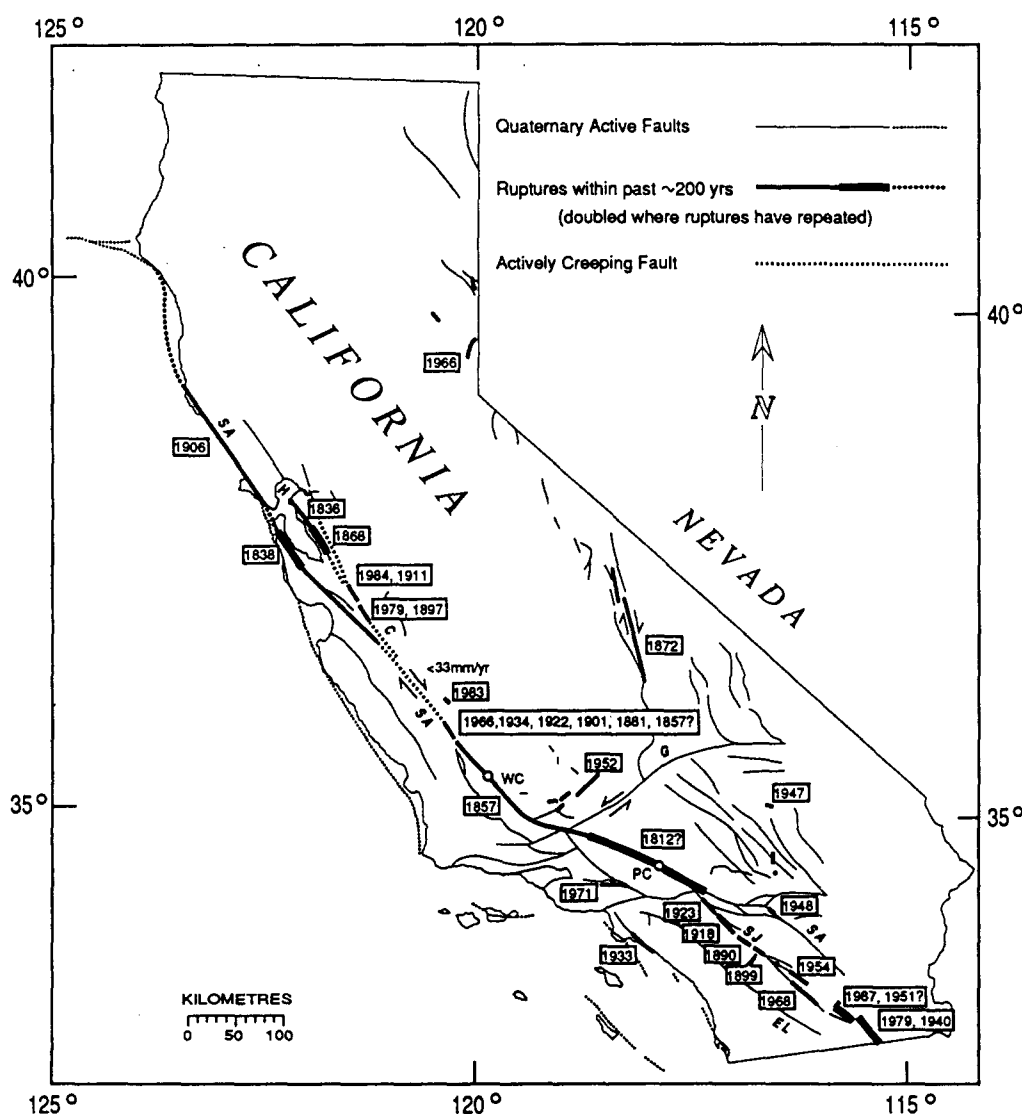 125°
120°
115°
Quaternary Active Faults
Ruptures within past ~200 yrs
(doubled where ruptures have repeated)
Actively Creeping Fault
40°
40°
CALIFORNIA
N
1966
SA
1906
NEVADA
H
1836
1868
1838
1984, 1911
1979, 1897
C
1872
<33mm/yr
1983
SA
1966,1934, 1922, 1901, 1881, 1857?
G
1952
WC
1947
35°
1857
35°
1812?
PC
1971
1948
1923
SA
1918
SJ
1933
1890
1954
1899
KILOMETRES
0 50 100
1968
1987, 1951?
EL
1979, 1940
125°
120°
115°